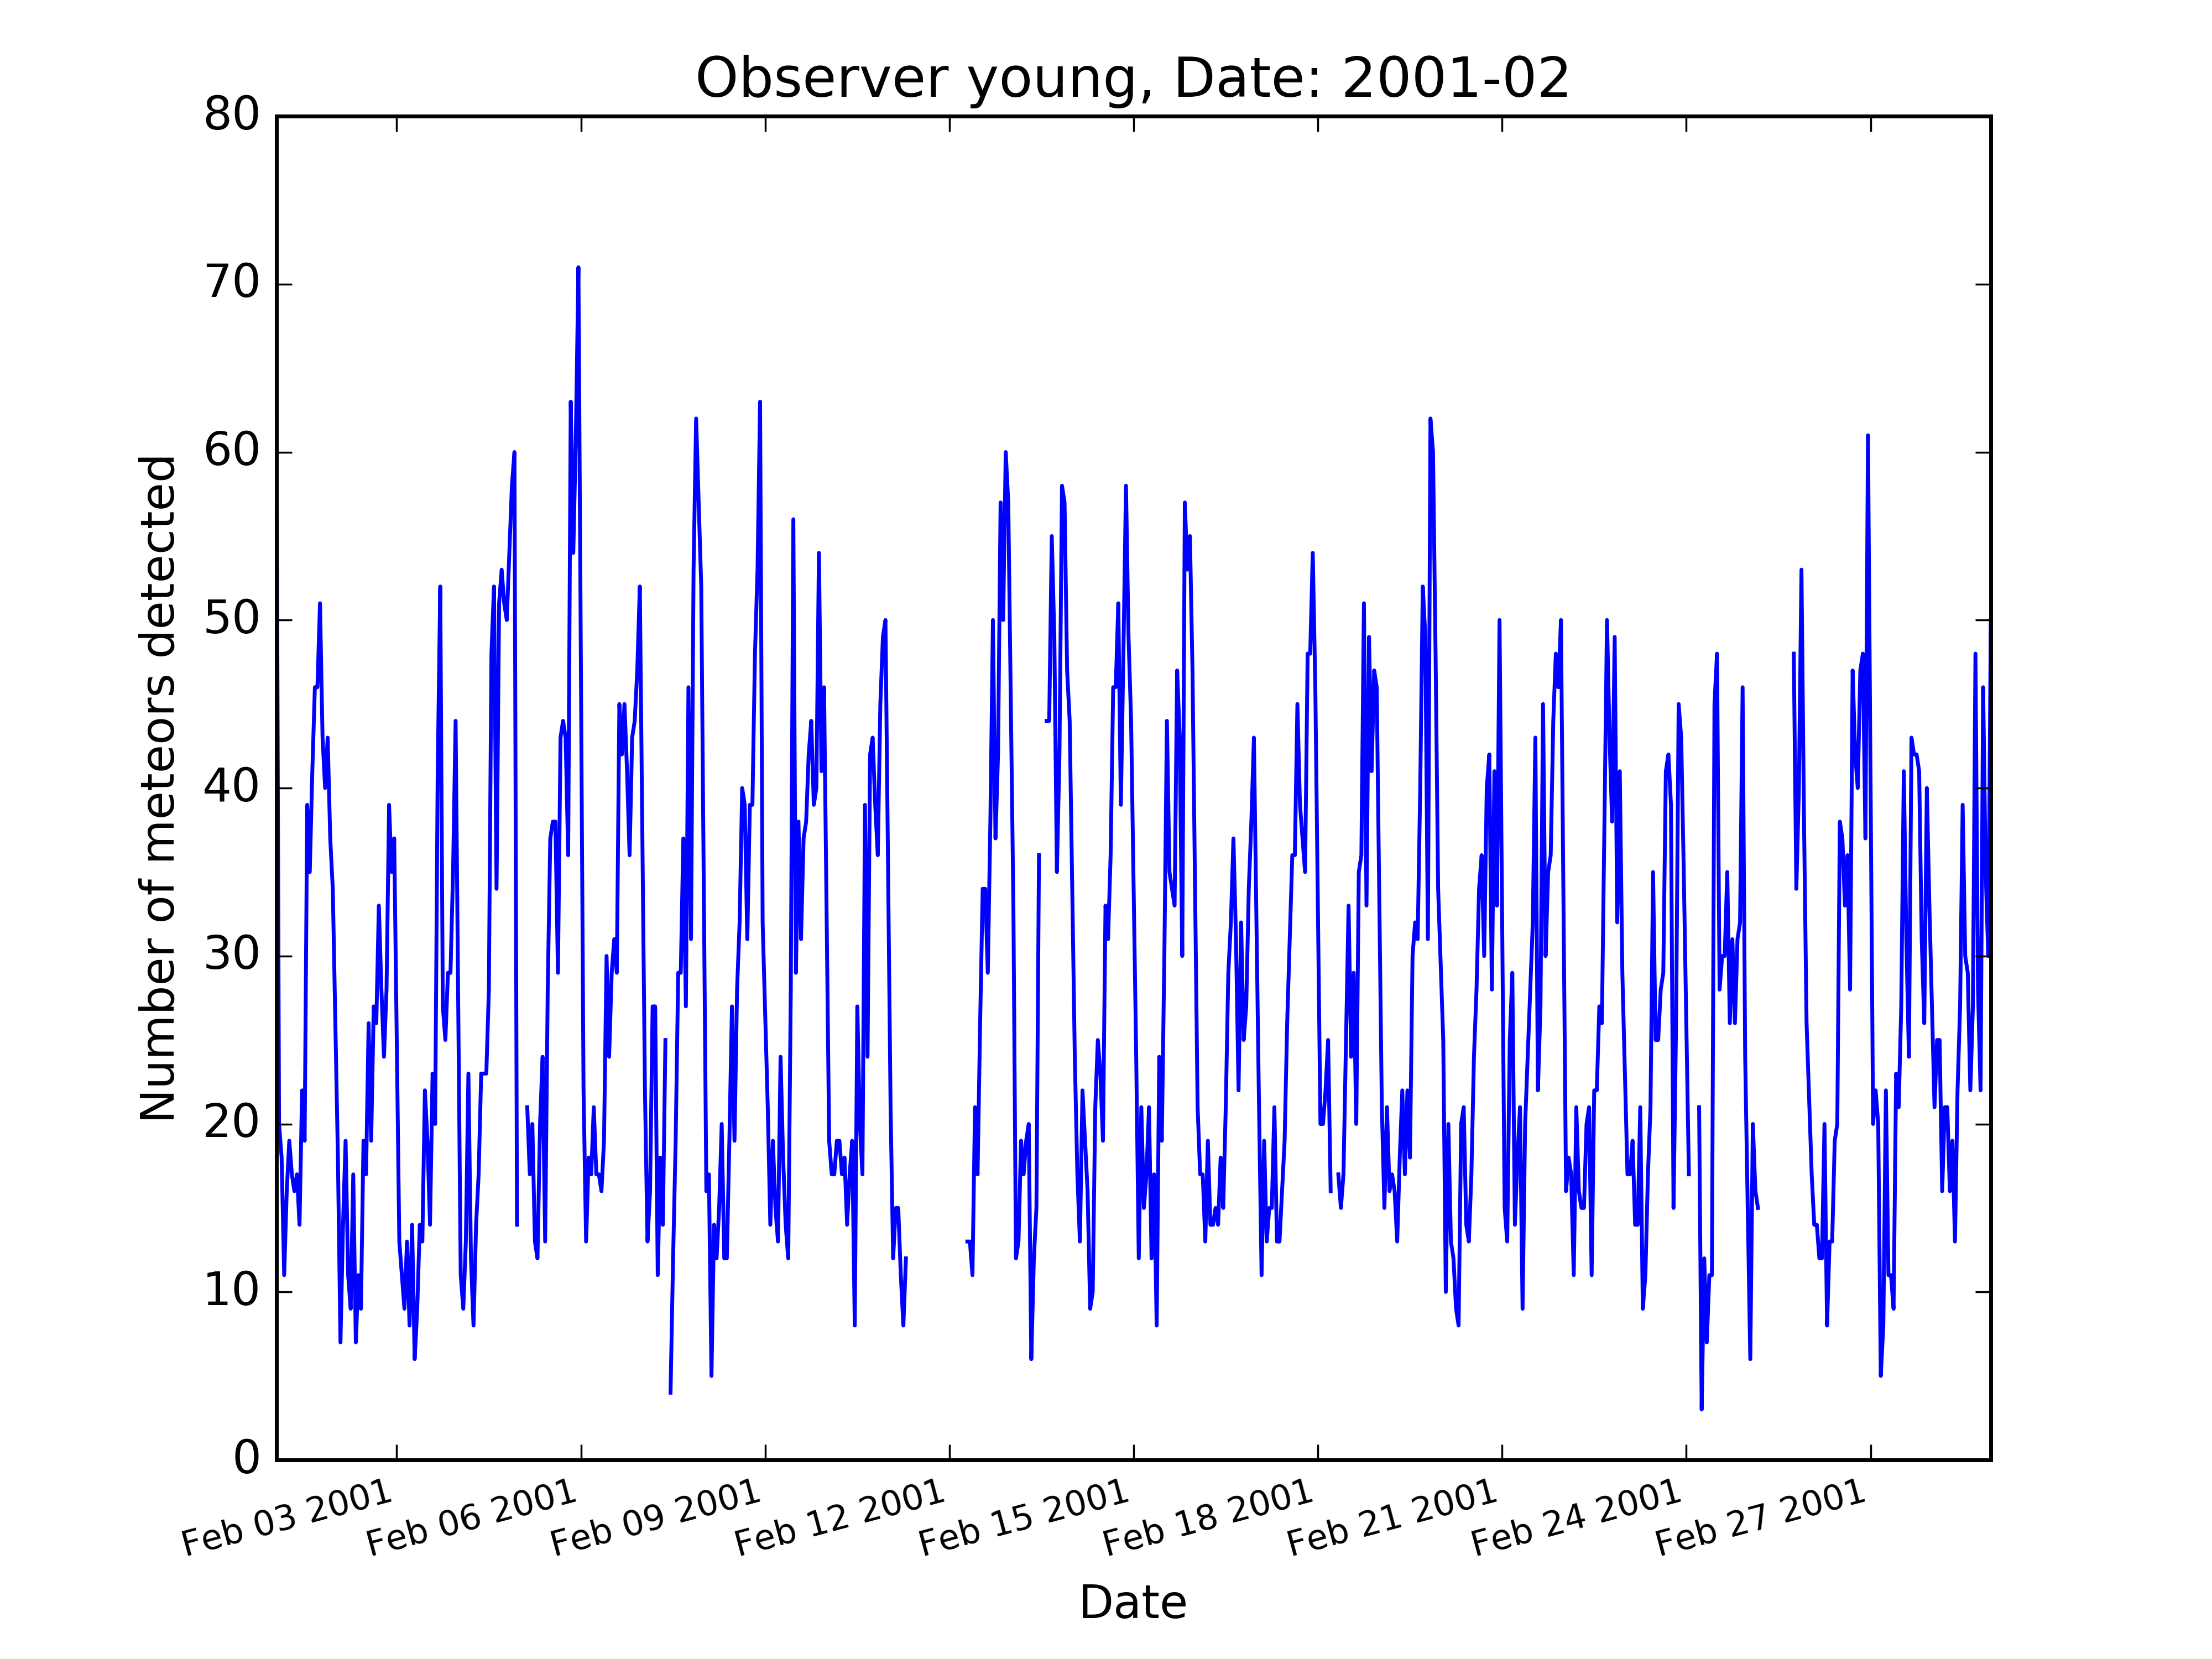 Observer young, Date: 2001-02
Number of meteors detected
80
70
60
50
40
30
20
10
0
Feb 03 2001
Feb 06 2001
Feb 09 2001
Feb 12 2001
Feb 15 2001
Feb 18 2001
Feb 21 2001
Feb 24 2001
Feb 27 2001
Date